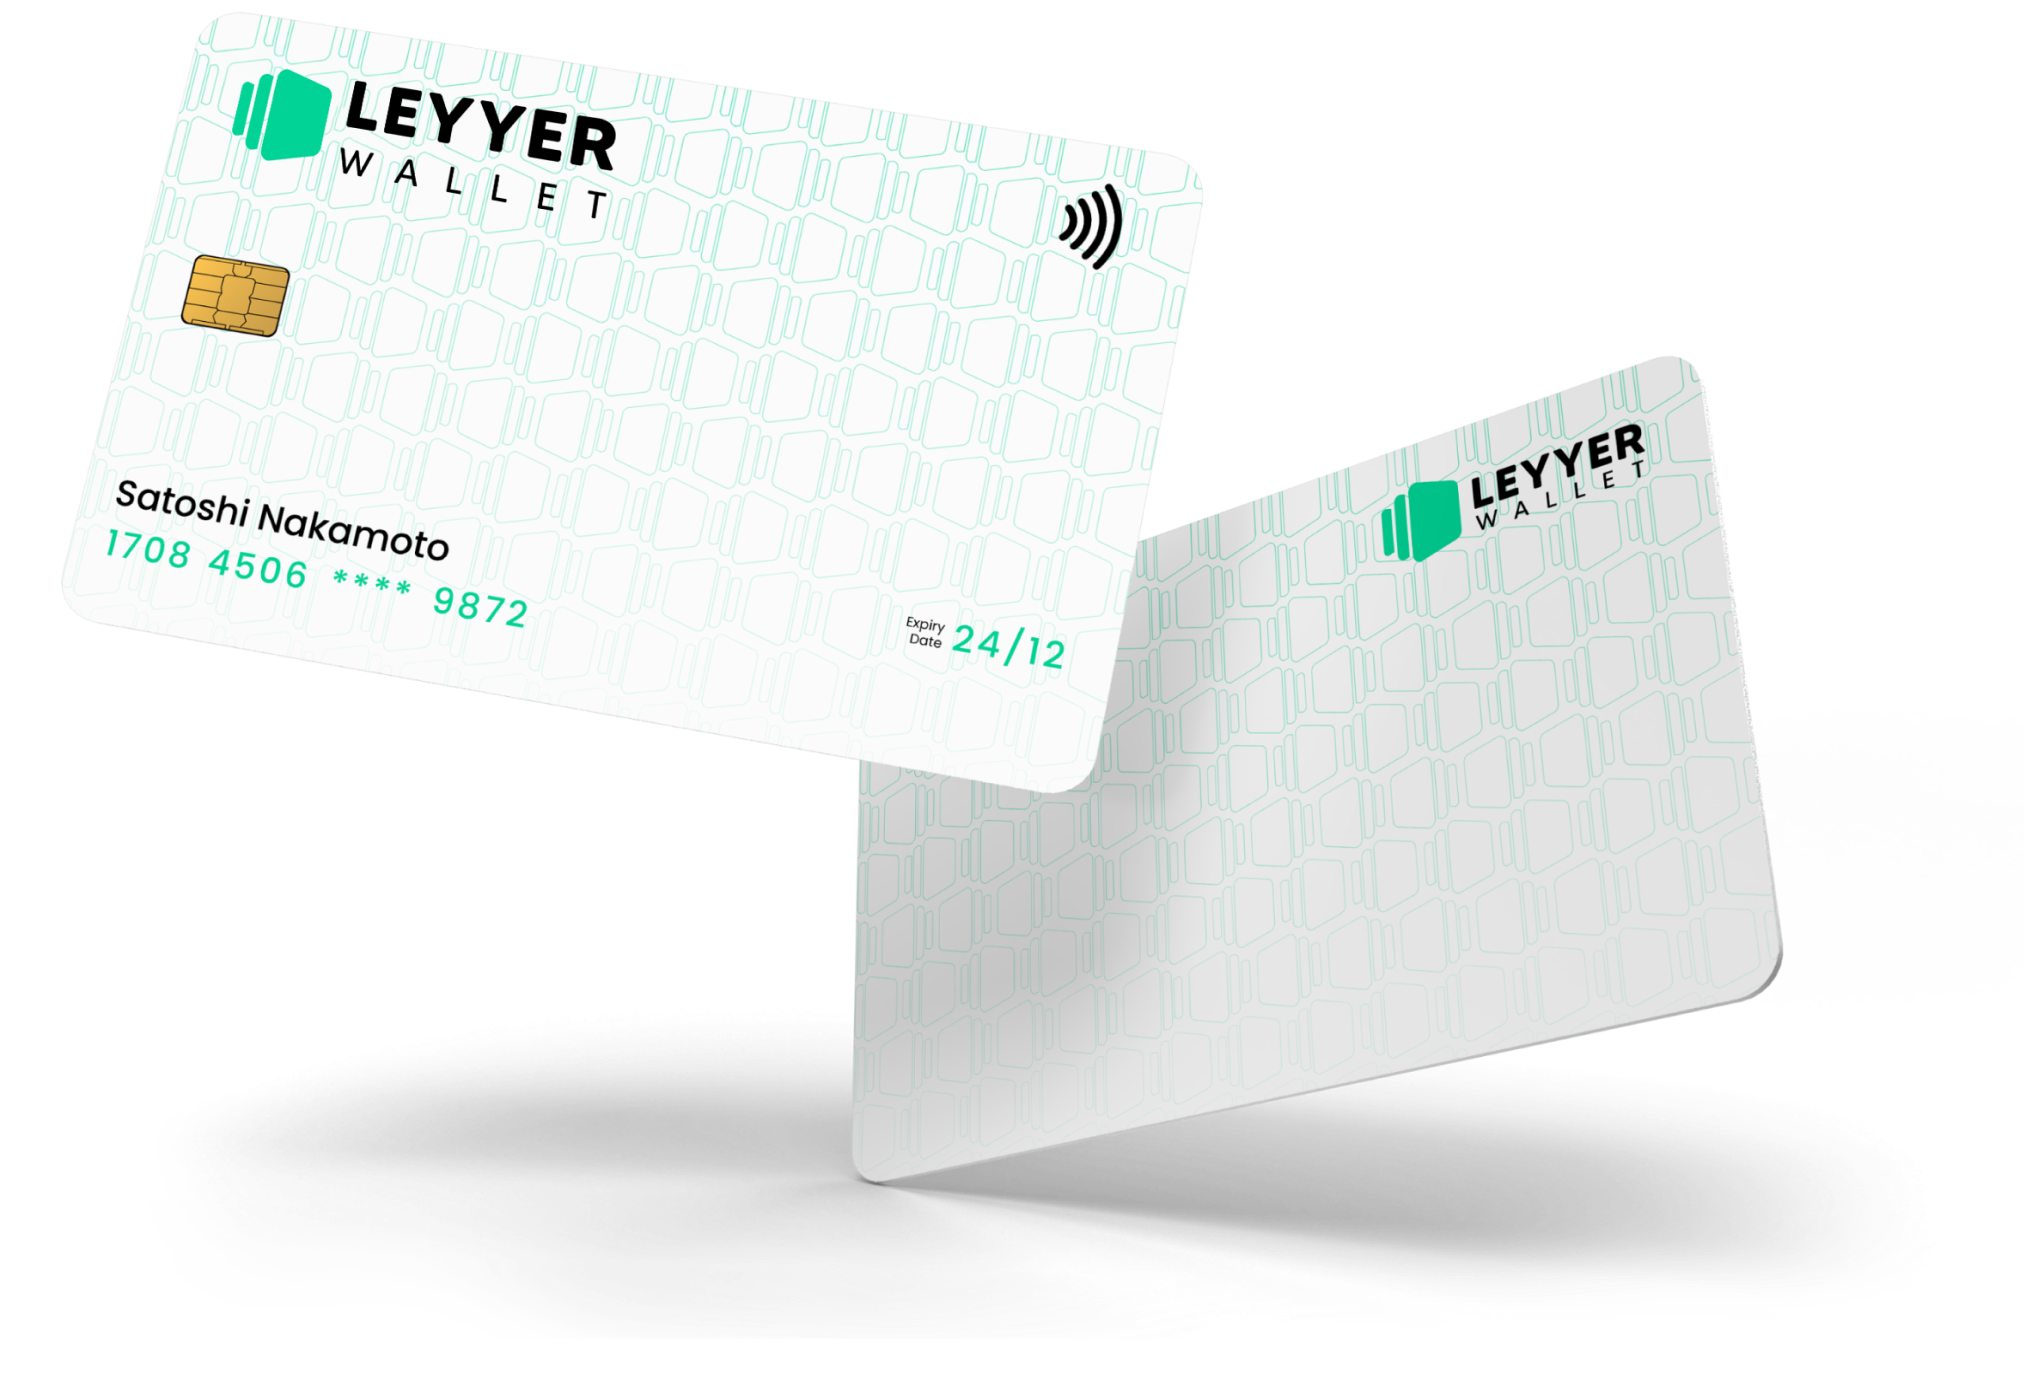 LEYYER
WALLET
Satoshi Nakamoto
1708 4506 **** 9872
Expiry
Date
24/12
LEYYER
WALLET